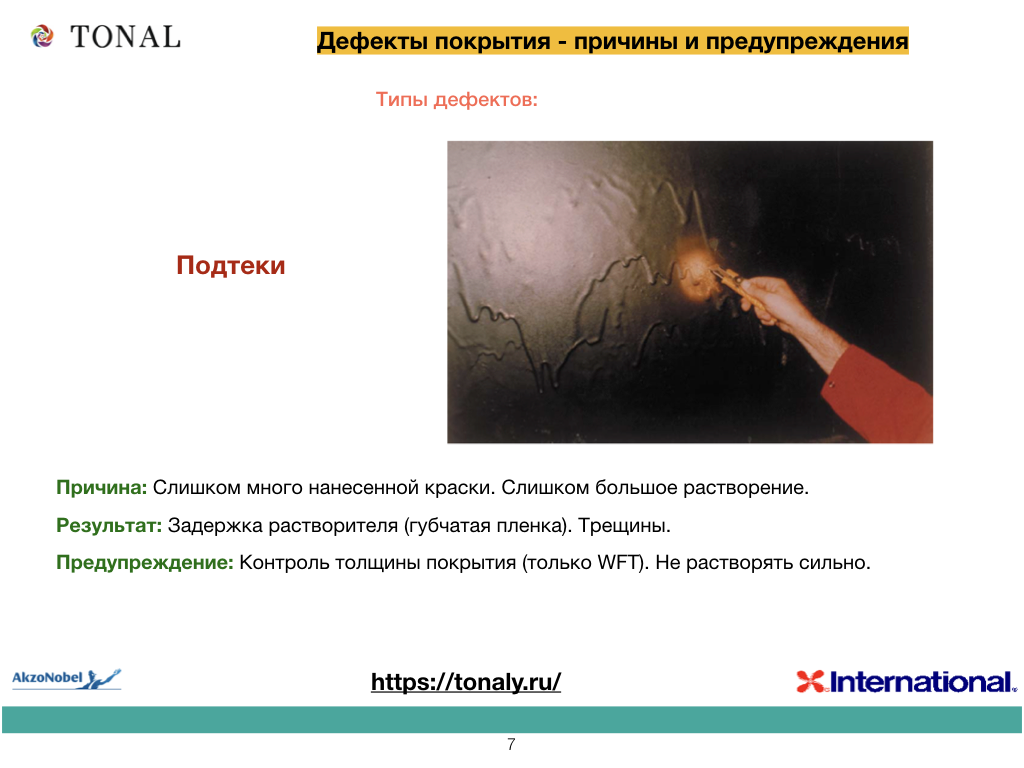 TONAL
Дефекты покрытия - причины и предупреждения
Типы дефектов:
Подтеки
Причина: Слишком много нанесенной краски. Слишком большое растворение.
Результат: Задержка растворителя (губчатая пленка). Трещины.
Предупреждение: Контроль толщины покрытия (только WFT). Не растворять сильно.
AkzoNobel
https://tonaly.ru/
International
7